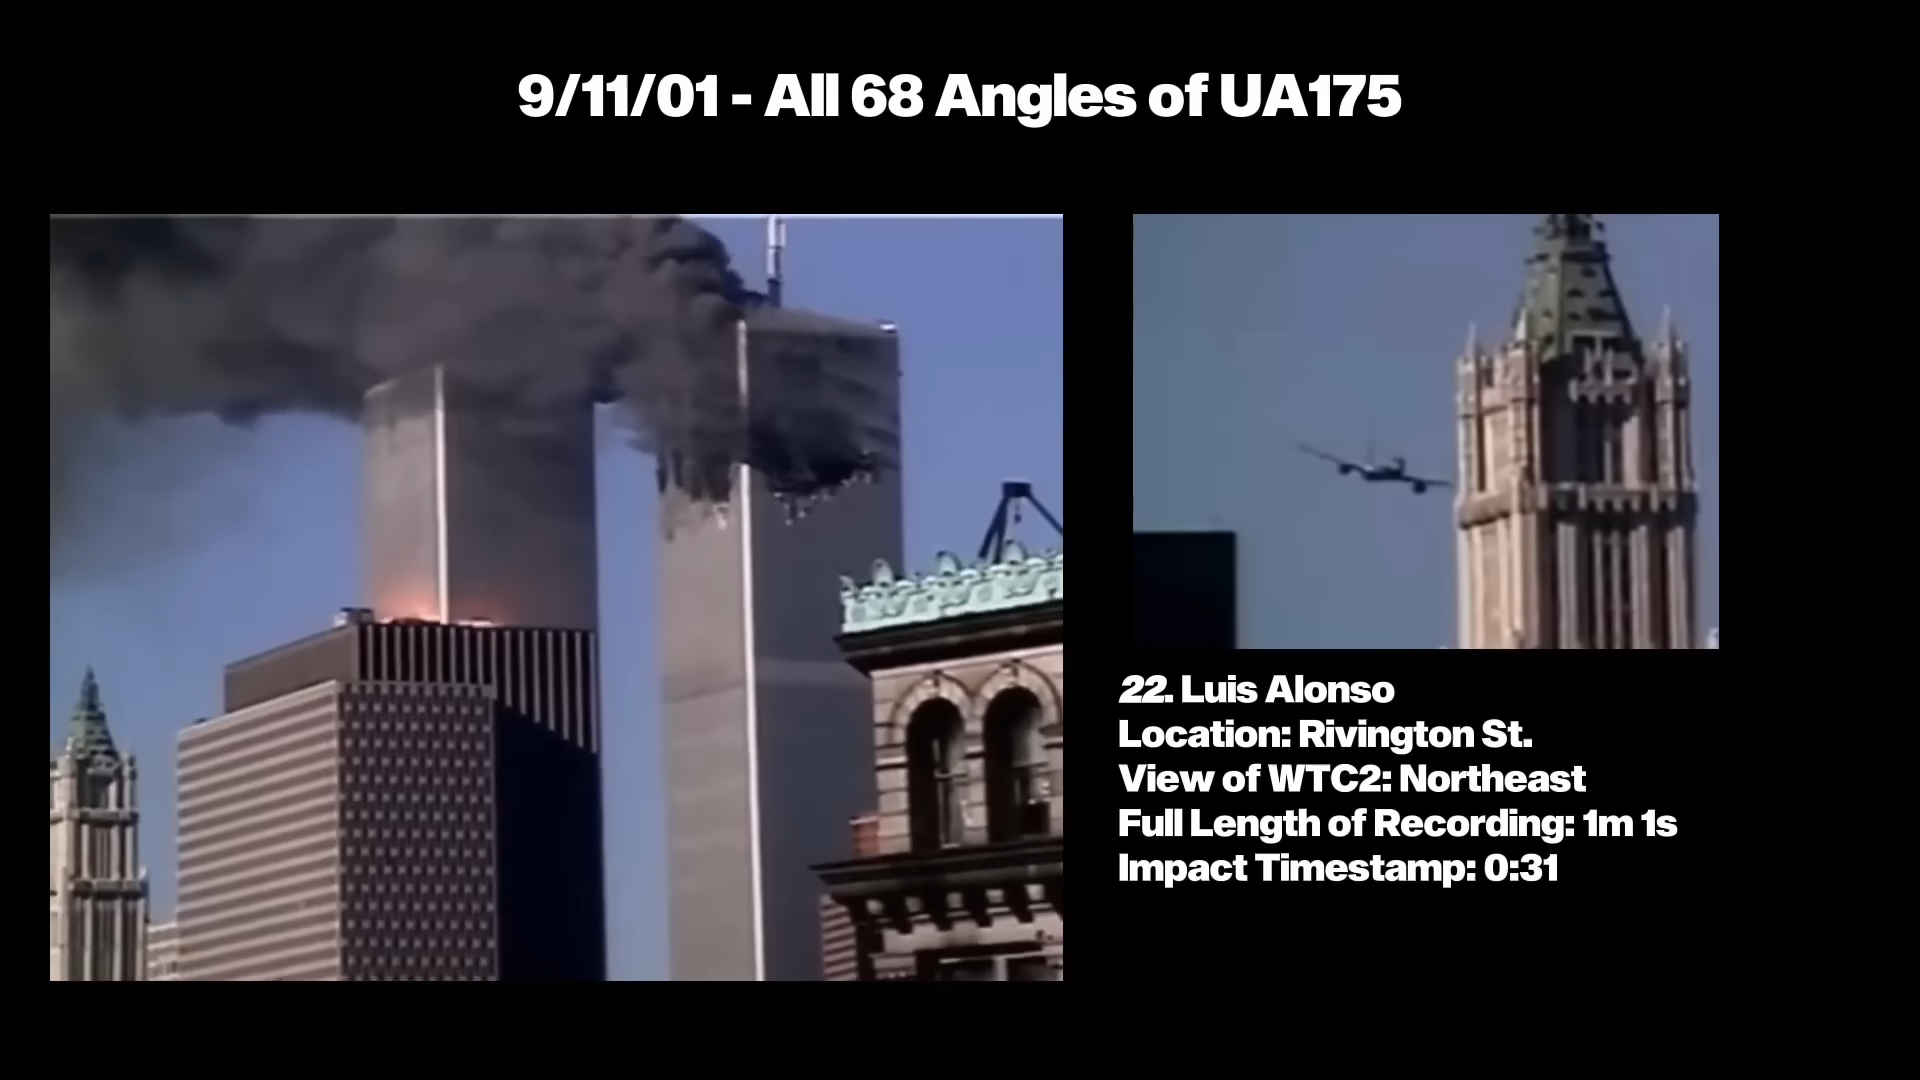 9/11/01 - All 68 Angles of UA175
22. Luis Alonso
Location: Rivington St.
View of WTC2: Northeast
Full Length of Recording: 1m 1s
Impact Timestamp: 0:31